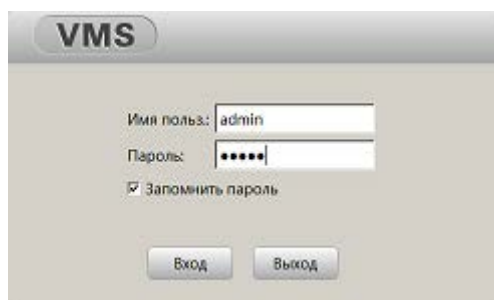 VMS
Имя польз.: admin
Пароль: •••••
Запомнить пароль
Вход Выход